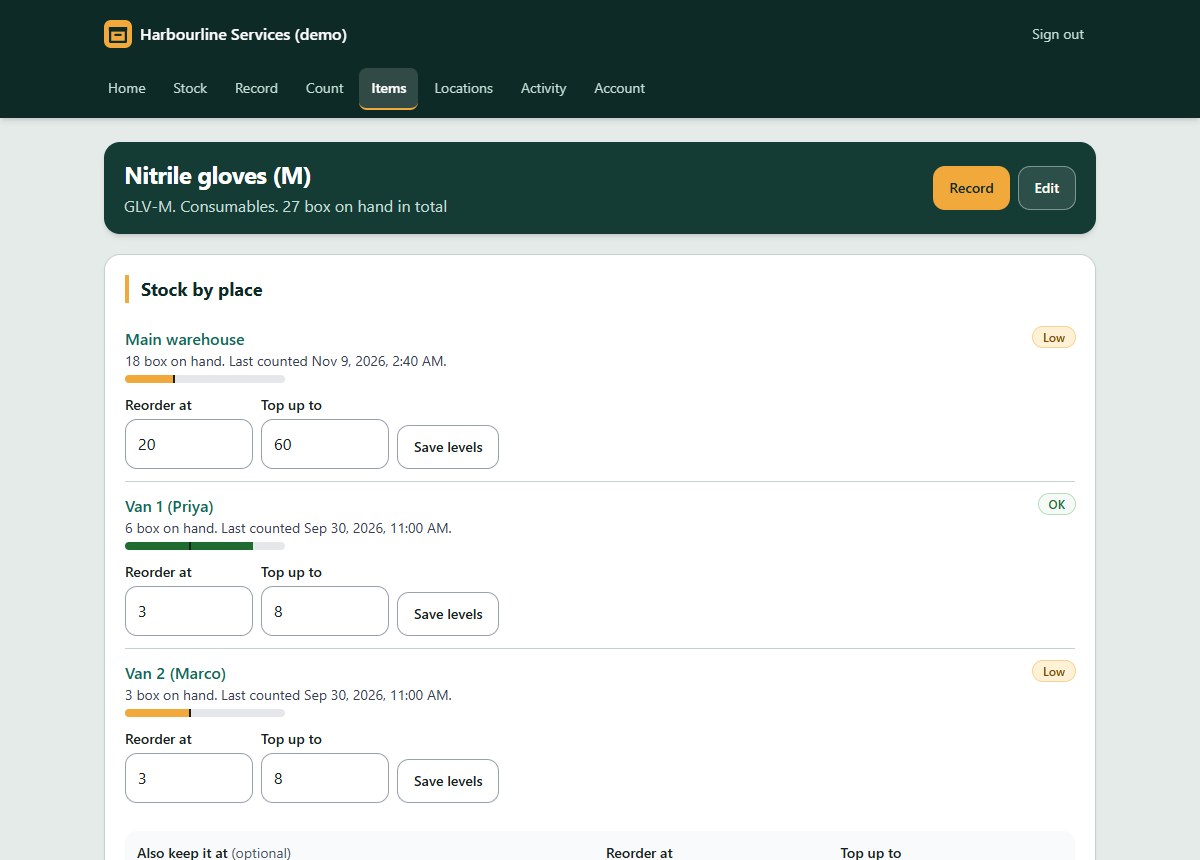 Harbourline Services (demo)
Sign out
Home Stock Record Count Items Locations Activity Account
Nitrile gloves (M)
GLV-M. Consumables. 27 box on hand in total
Record Edit
Stock by place
Main warehouse
Low
18 box on hand. Last counted Nov 9, 2026, 2:40 AM.
Reorder at Top up to
20 60 Save levels
Van 1 (Priya)
OK
6 box on hand. Last counted Sep 30, 2026, 11:00 AM.
Reorder at Top up to
3 8 Save levels
Van 2 (Marco)
Low
3 box on hand. Last counted Sep 30, 2026, 11:00 AM.
Reorder at Top up to
3 8 Save levels
Also keep it at (optional) Reorder at Top up to